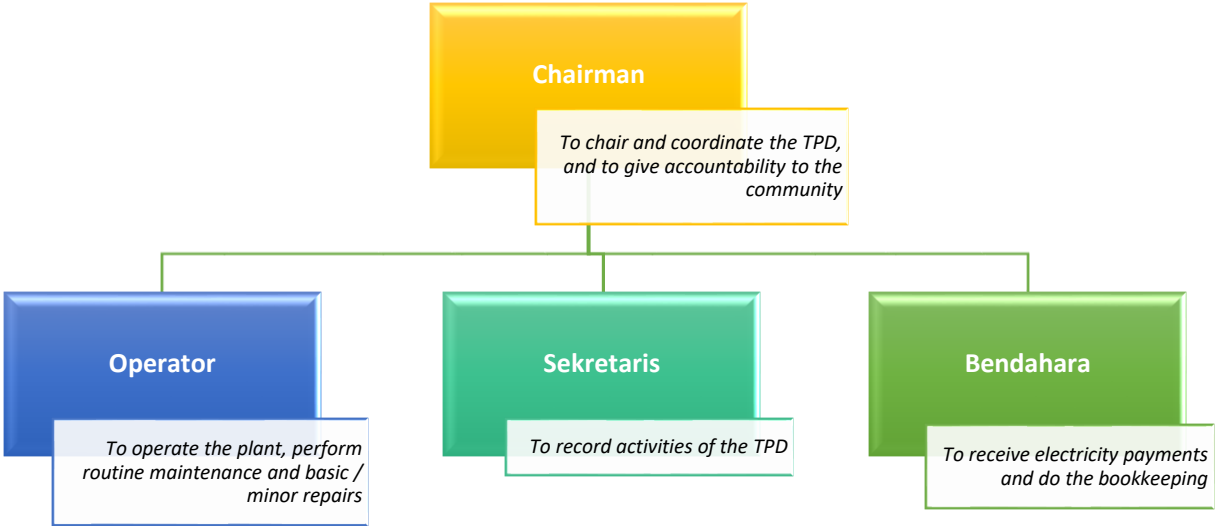 Chairman
To chair and coordinate the TPD,
and to give accountability to the
community
Operator
To operate the plant, perform
routine maintenance and basic /
minor repairs
Sekretaris
To record activities of the TPD
Bendahara
To receive electricity payments
and do the bookkeeping